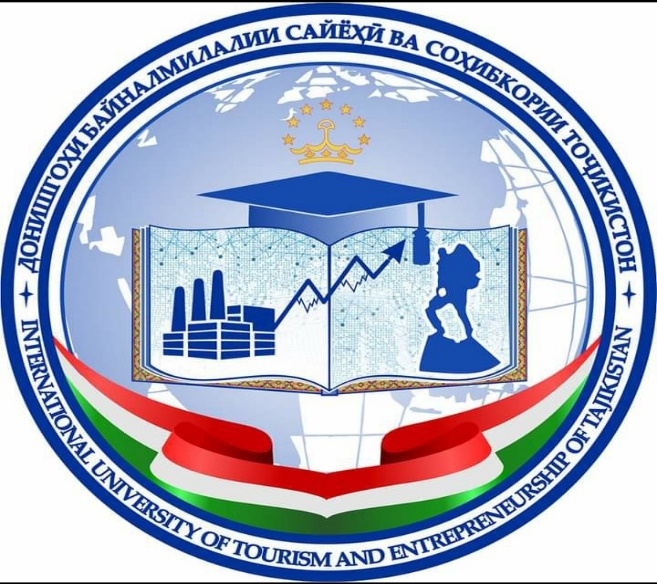 ДОНИШГОҲИ БАЙНАЛМИЛАЛИИ САЙЁҲӢ ВА СОҲИБКОРИИ ТОҶИКИСТОН
INTERNATIONAL UNIVERSITY OF TOURISM AND ENTREPRENEURSHIP OF TAJIKISTAN